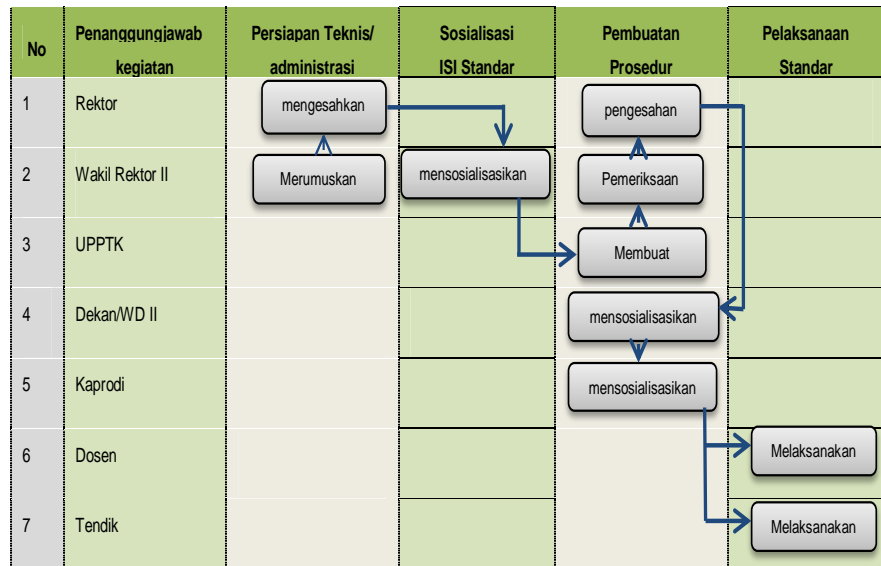 No
Penanggungjawab
kegiatan
Persiapan Teknis/
administrasi
Sosialisasi
ISI Standar
Pembuatan
Prosedur
Pelaksanaan
Standar
1 Rektor mengesahkan pengesahan
2 Wakil Rektor II Merumuskan mensosialisasikan Pemeriksaan
3 UPPTK Membuat
4 Dekan/WD II mensosialisasikan
5 Kaprodi mensosialisasikan
6 Dosen Melaksanakan
7 Tendik Melaksanakan